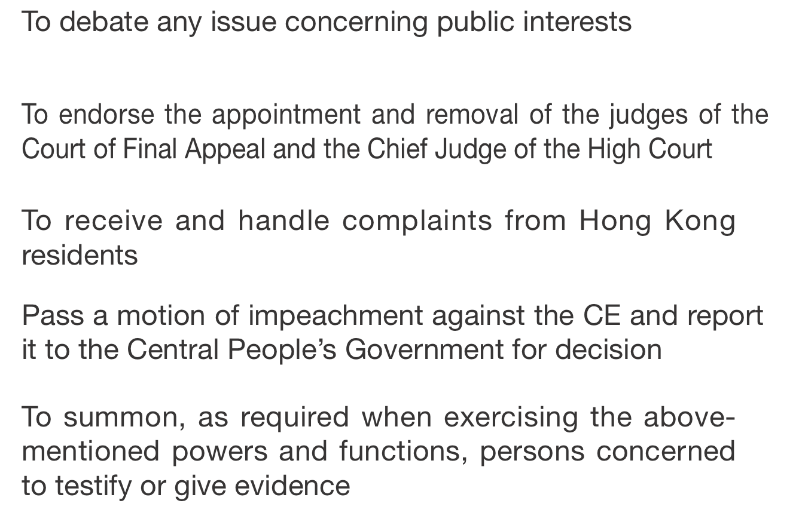 To debate any issue concerning public interests
To endorse the appointment and removal of the judges of the
Court of Final Appeal and the Chief Judge of the High Court
To receive and handle complaints from Hong Kong
residents
Pass a motion of impeachment against the CE and report
it to the Central People’s Government for decision
To summon, as required when exercising the above-
mentioned powers and functions, persons concerned
to testify or give evidence